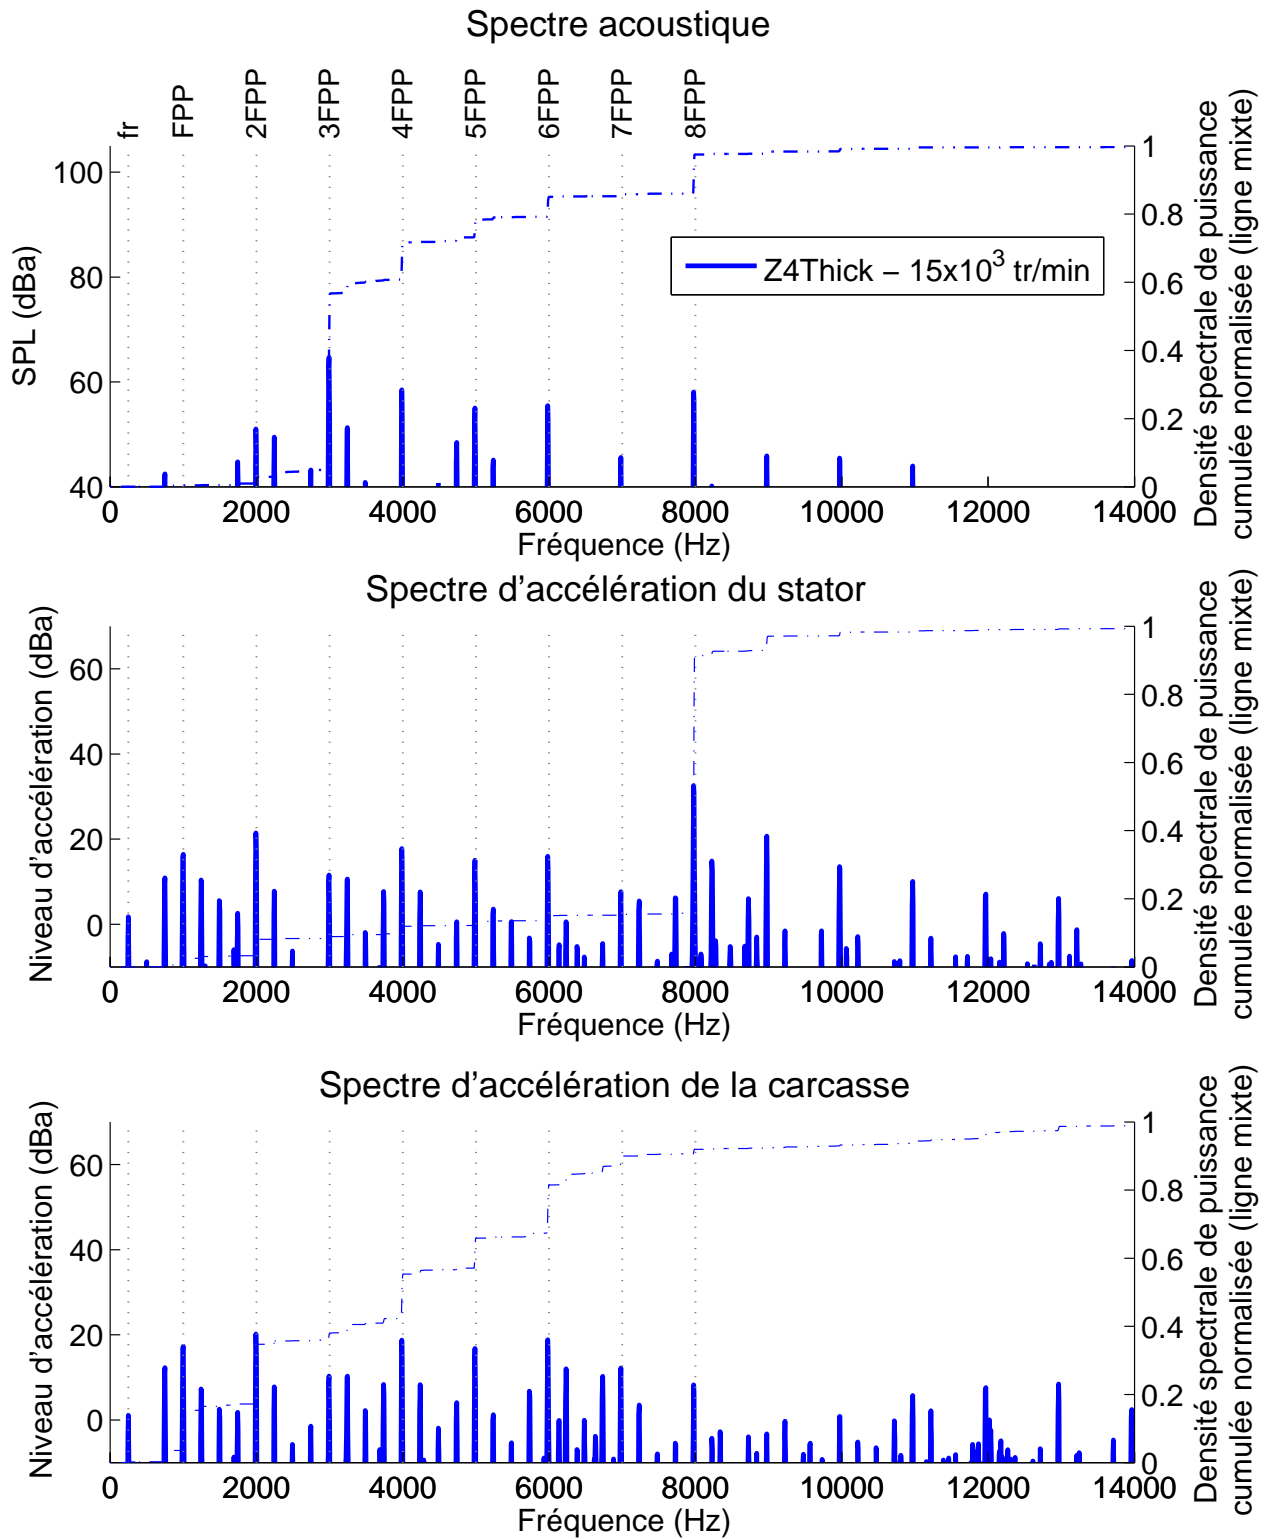 Spectre acoustique
fr
FPP
2FPP
3FPP
4FPP
5FPP
6FPP
7FPP
8FPP
SPL (dBa)
100
80
60
40
1
0.8
0.6
0.4
0.2
0
Densité spectrale de puissance
cumulée normalisée (ligne mixte)
Z4Thick − 15x10³ tr/min
0 2000 4000 6000 8000 10000 12000 14000
Fréquence (Hz)
Spectre d'accélération du stator
Niveau d'accélération (dBa)
60
40
20
0
1
0.8
0.6
0.4
0.2
0
Densité spectrale de puissance
cumulée normalisée (ligne mixte)
0 2000 4000 6000 8000 10000 12000 14000
Fréquence (Hz)
Spectre d'accélération de la carcasse
Niveau d'accélération (dBa)
60
40
20
0
1
0.8
0.6
0.4
0.2
0
Densité spectrale de puissance
cumulée normalisée (ligne mixte)
0 2000 4000 6000 8000 10000 12000 14000
Fréquence (Hz)